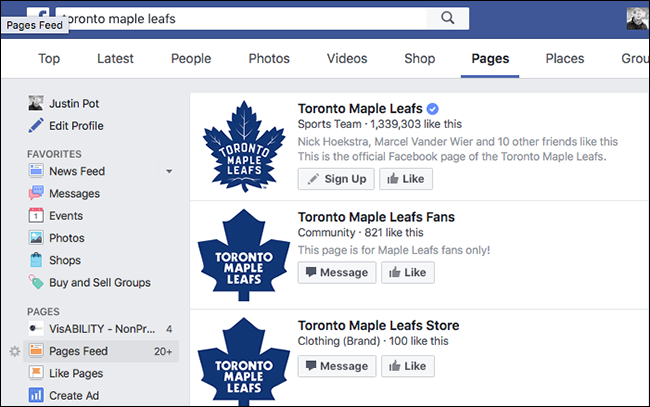 toronto maple leafs
Pages Feed
Top Latest People Photos Videos Shop Pages Places Grou
Justin Pot
Edit Profile
FAVORITES
News Feed
Messages
1 Events
Photos
Shops
Buy and Sell Groups
PAGES
VisABILITY - NonPr... 4
Pages Feed 20+
Like Pages
Create Ad
TORONTO
MAPLE
LEAFS
Toronto Maple Leafs
Sports Team · 1,339,303 like this
Nick Hoekstra, Marcel Vander Wier and 10 other friends like this
This is the official Facebook page of the Toronto Maple Leafs.
Sign Up Like
TORONTO
MAPLE
LEAFS
Toronto Maple Leafs Fans
Community · 821 like this
This page is for Maple Leafs fans only!
Message Like
TORONTO
MAPLE
LEAFS
Toronto Maple Leafs Store
Clothing (Brand) · 100 like this
Message Like